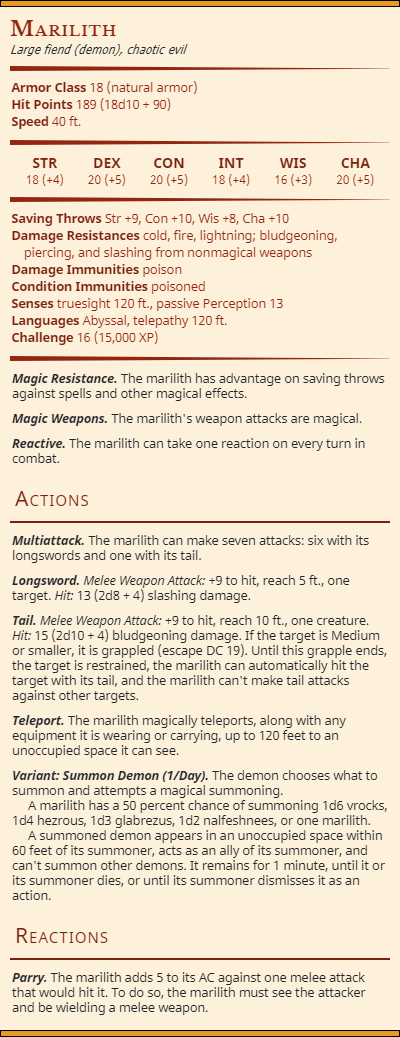 Marilith
Large fiend (demon), chaotic evil
Armor Class 18 (natural armor)
Hit Points 189 (18d10 + 90)
Speed 40 ft.
STR DEX CON INT WIS CHA
18 (+4) 20 (+5) 20 (+5) 18 (+4) 16 (+3) 20 (+5)
Saving Throws Str +9, Con +10, Wis +8, Cha +10
Damage Resistances cold, fire, lightning; bludgeoning,
piercing, and slashing from nonmagical weapons
Damage Immunities poison
Condition Immunities poisoned
Senses truesight 120 ft., passive Perception 13
Languages Abyssal, telepathy 120 ft.
Challenge 16 (15,000 XP)
Magic Resistance. The marilith has advantage on saving throws
against spells and other magical effects.
Magic Weapons. The marilith's weapon attacks are magical.
Reactive. The marilith can take one reaction on every turn in
combat.
Actions
Multiattack. The marilith can make seven attacks: six with its
longswords and one with its tail.
Longsword. Melee Weapon Attack: +9 to hit, reach 5 ft., one
target. Hit: 13 (2d8 + 4) slashing damage.
Tail. Melee Weapon Attack: +9 to hit, reach 10 ft., one creature.
Hit: 15 (2d10 + 4) bludgeoning damage. If the target is Medium
or smaller, it is grappled (escape DC 19). Until this grapple ends,
the target is restrained, the marilith can automatically hit the
target with its tail, and the marilith can't make tail attacks
against other targets.
Teleport. The marilith magically teleports, along with any
equipment it is wearing or carrying, up to 120 feet to an
unoccupied space it can see.
Variant: Summon Demon (1/Day). The demon chooses what to
summon and attempts a magical summoning.
A marilith has a 50 percent chance of summoning 1d6 vrocks,
1d4 hezrous, 1d3 glabrezus, 1d2 nalfeshnees, or one marilith.
A summoned demon appears in an unoccupied space within
60 feet of its summoner, acts as an ally of its summoner, and
can't summon other demons. It remains for 1 minute, until it or
its summoner dies, or until its summoner dismisses it as an
action.
Reactions
Parry. The marilith adds 5 to its AC against one melee attack
that would hit it. To do so, the marilith must see the attacker
and be wielding a melee weapon.